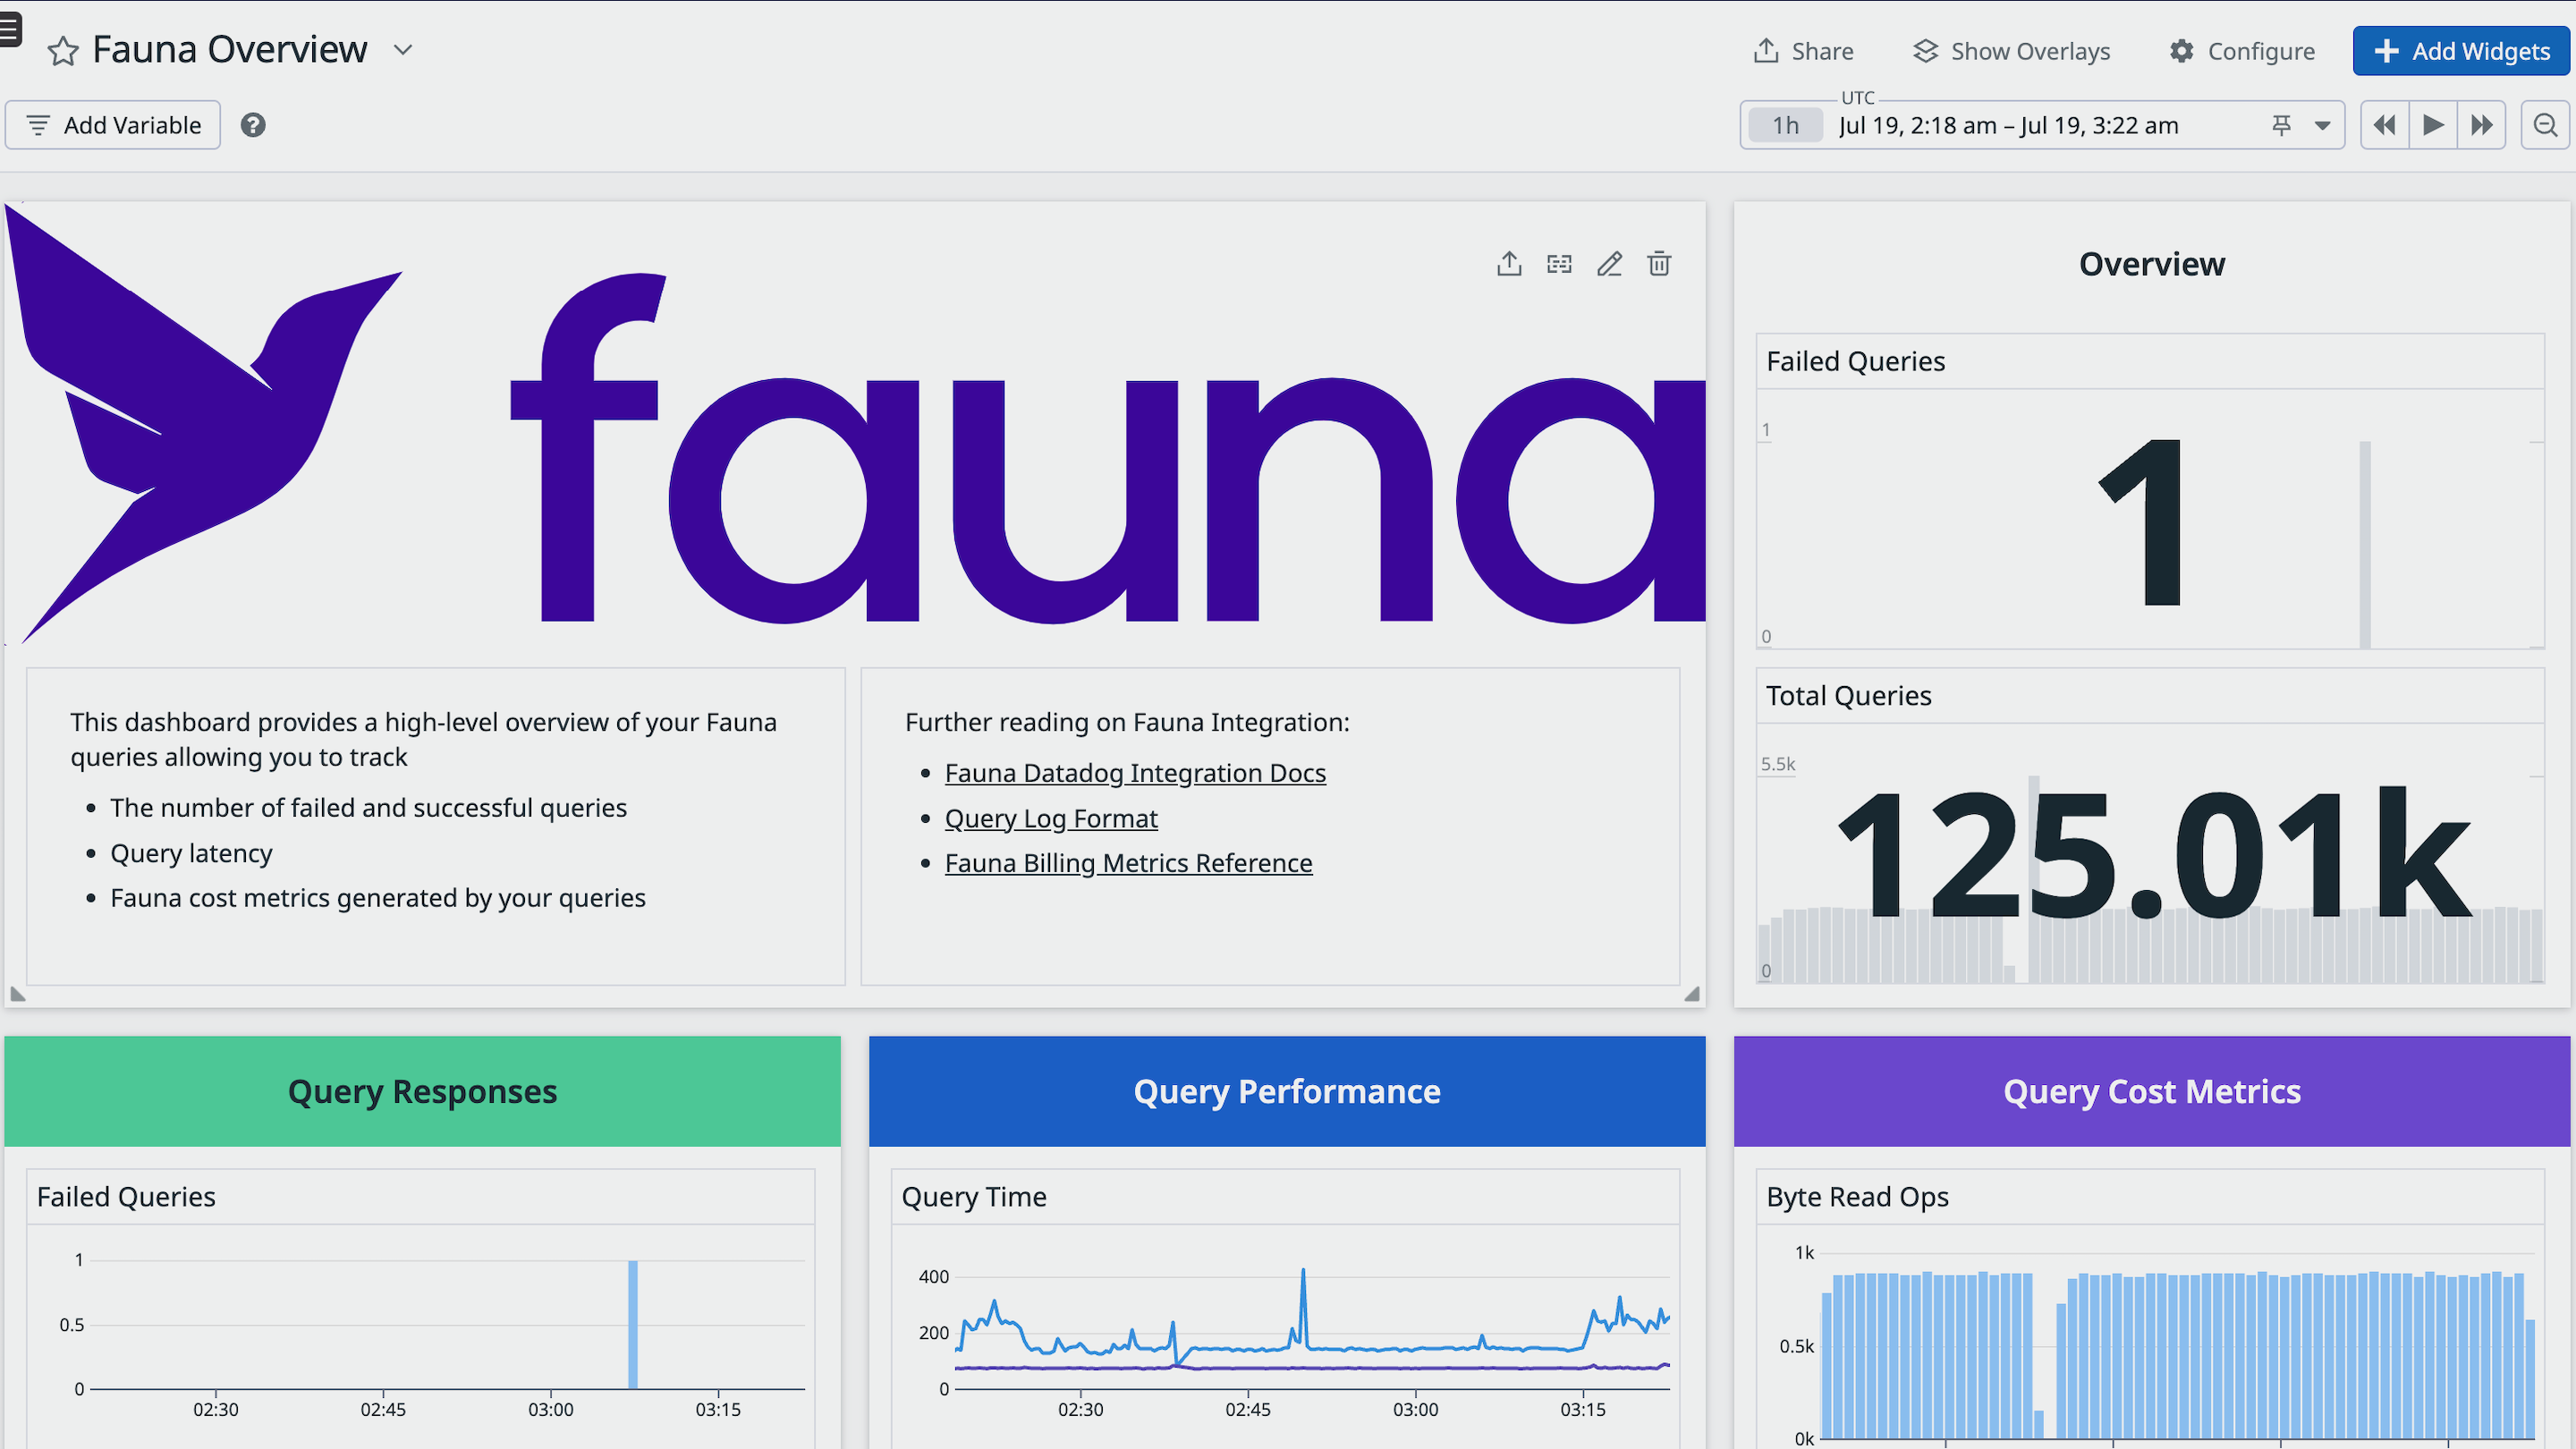 Fauna Overview
Share
Show Overlays
Configure
Add Widgets
Add Variable
UTC
1h
Jul 19, 2:18 am – Jul 19, 3:22 am
fauna
Overview
Failed Queries
1
1
0
Total Queries
5.5k
125.01k
0
This dashboard provides a high-level overview of your Fauna
queries allowing you to track
• The number of failed and successful queries
• Query latency
• Fauna cost metrics generated by your queries
Further reading on Fauna Integration:
• Fauna Datadog Integration Docs
• Query Log Format
• Fauna Billing Metrics Reference
Query Responses
Failed Queries
1
0.5
0
02:30 02:45 03:00 03:15
Query Performance
Query Time
400
200
0
02:30 02:45 03:00 03:15
Query Cost Metrics
Byte Read Ops
1k
0.5k
0k